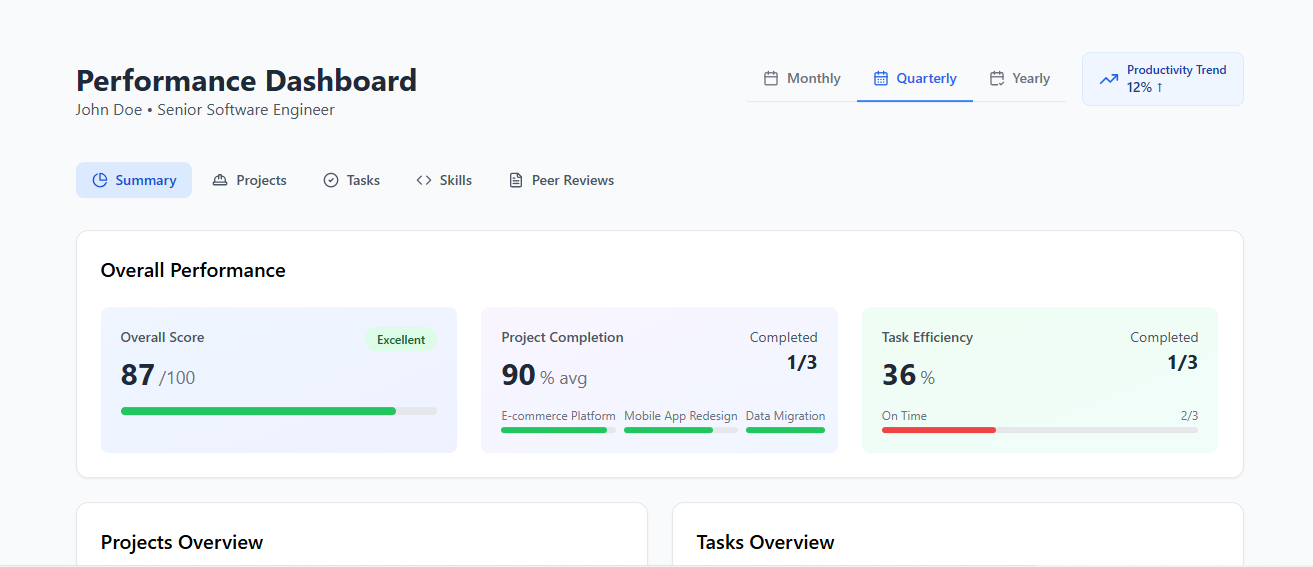 Performance Dashboard
John Doe • Senior Software Engineer
Monthly
Quarterly
Yearly
Productivity Trend
12% ↑
Summary
Projects
Tasks
Skills
Peer Reviews
Overall Performance
Overall Score
Excellent
87 /100
Project Completion
Completed
90 % avg
1/3
E-commerce Platform
Mobile App Redesign
Data Migration
Task Efficiency
Completed
36 %
1/3
On Time
2/3
Projects Overview
Tasks Overview